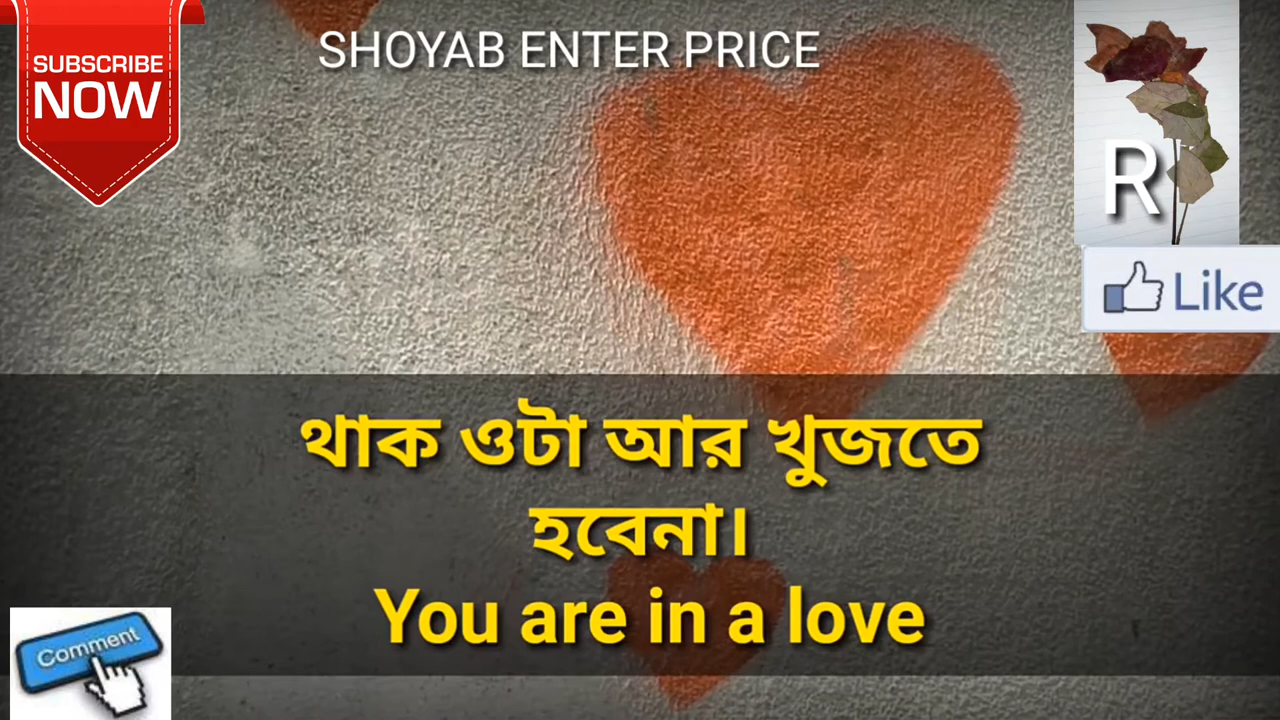 SUBSCRIBE
NOW
SHOYAB ENTER PRICE
R
Like
থাক ওটা আর খুজতে
হবেনা।
You are in a love
Comment